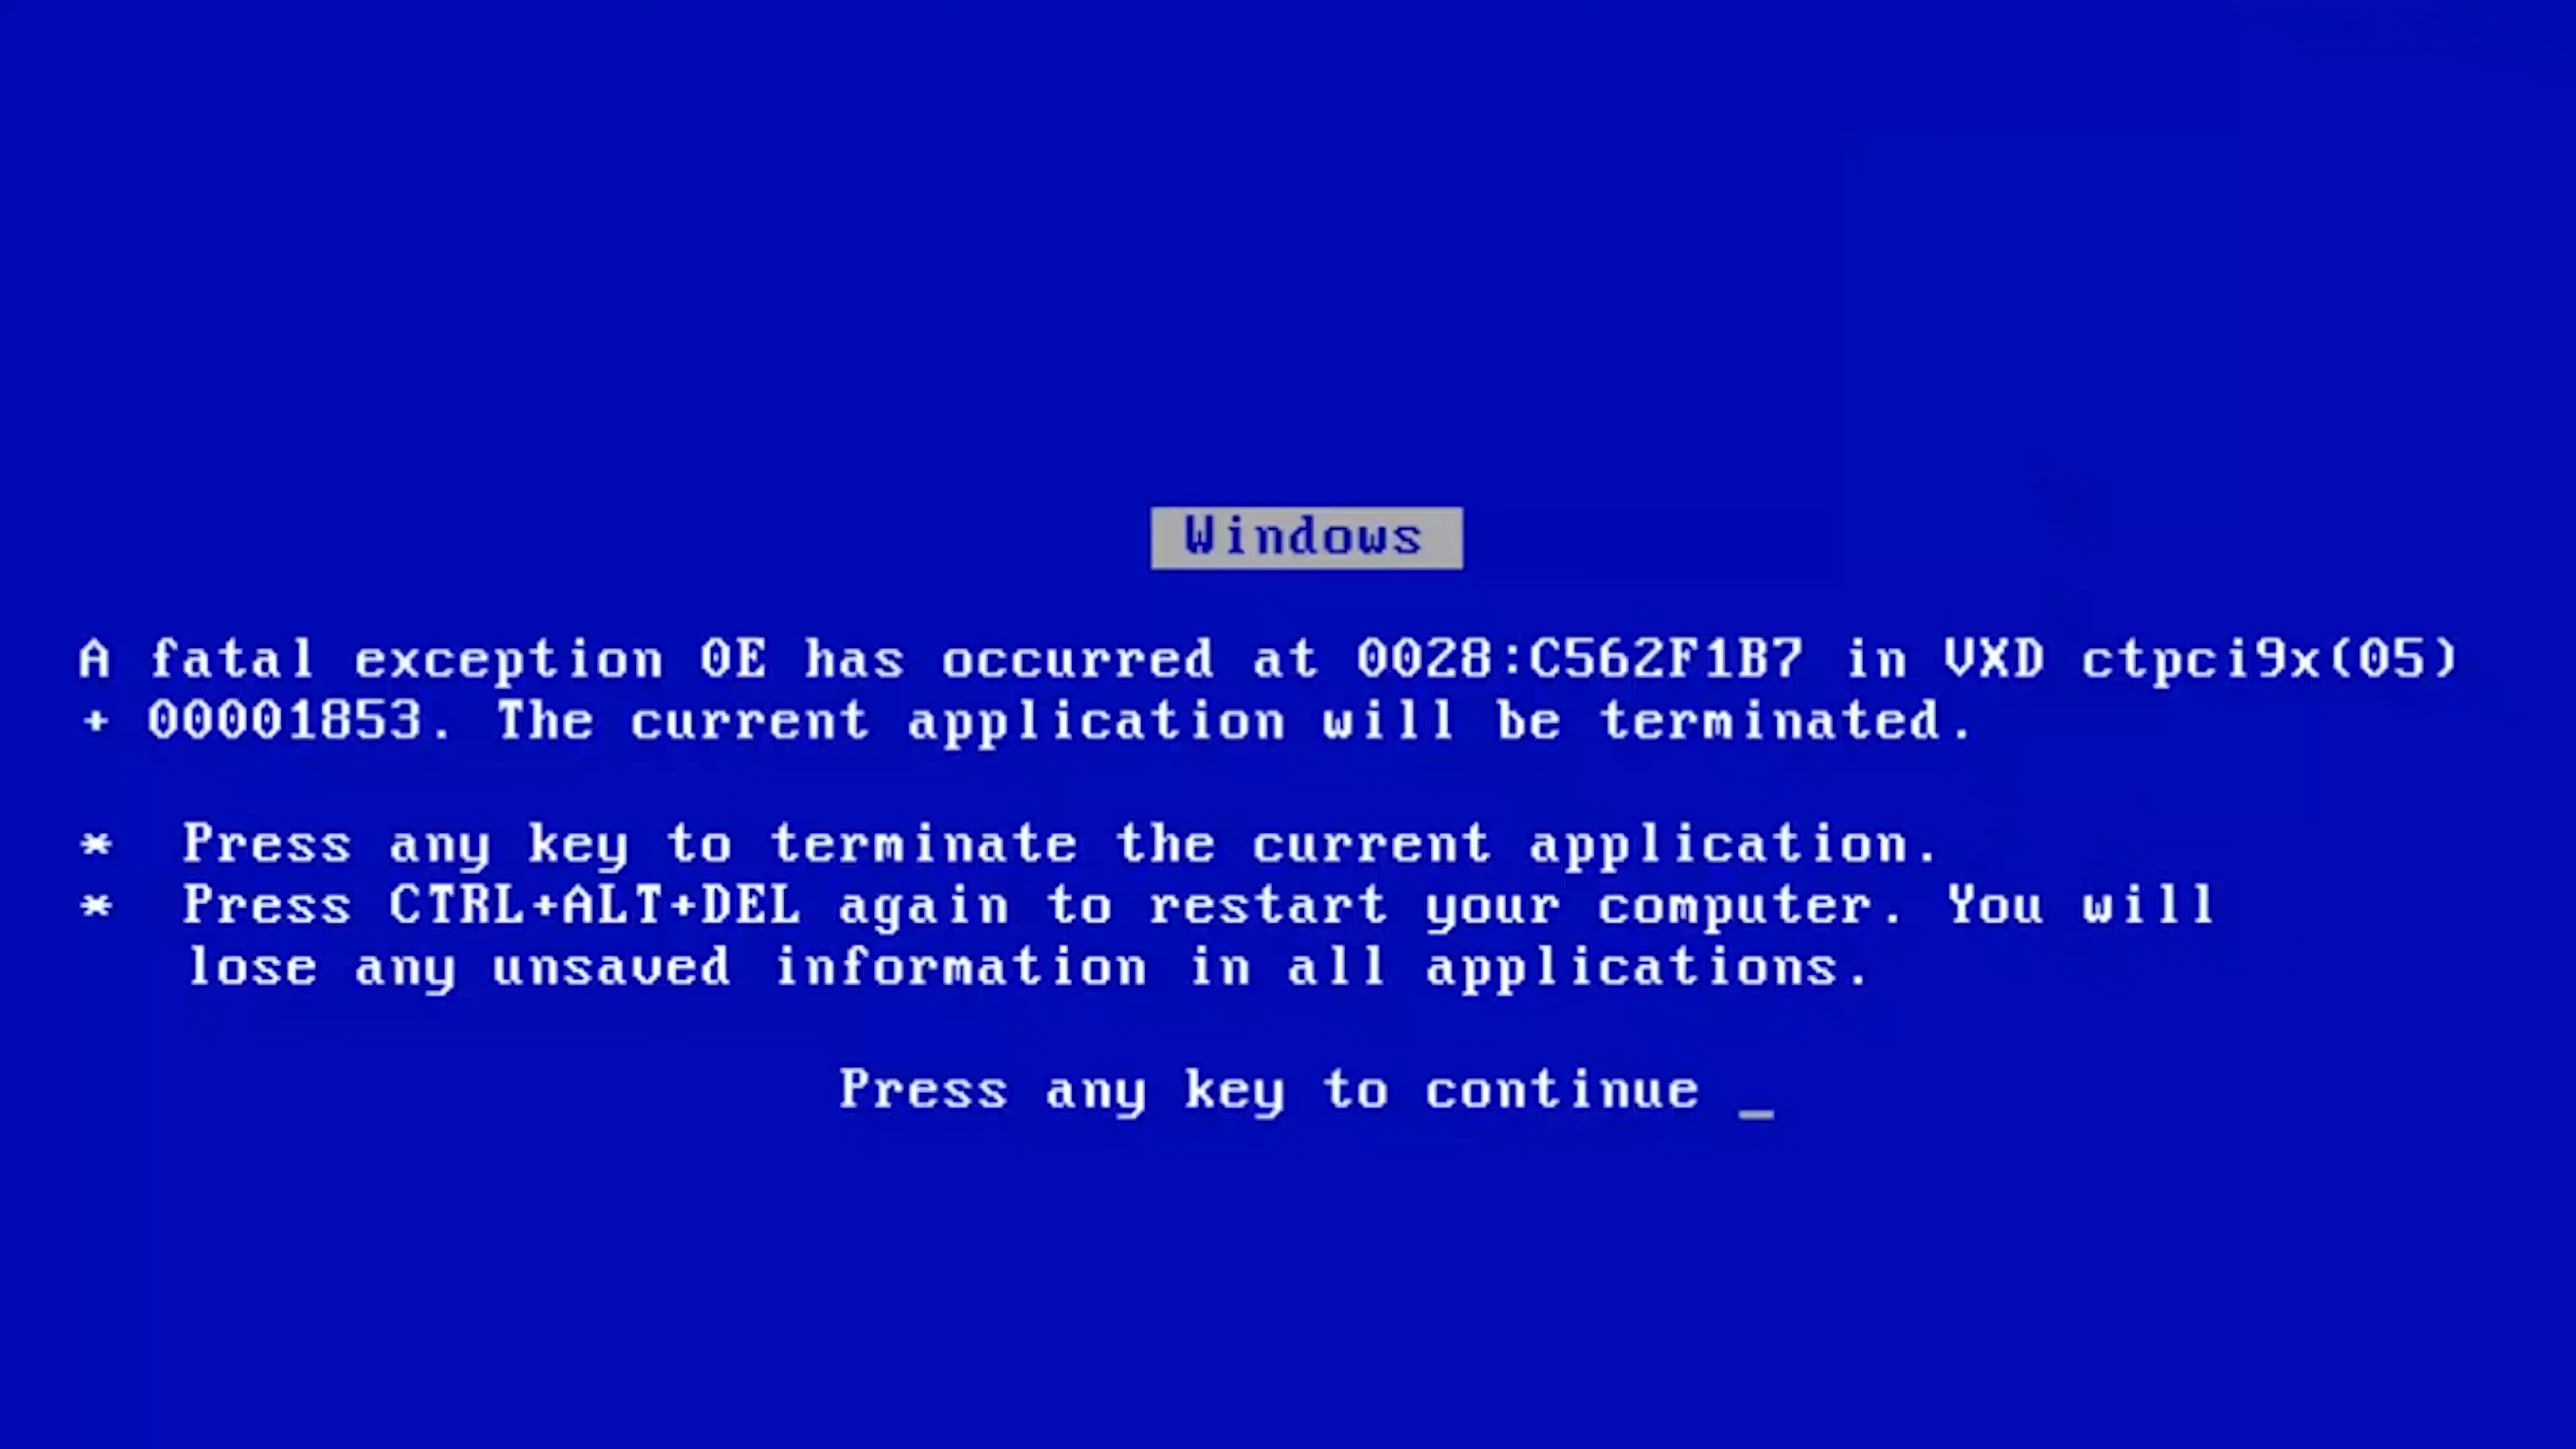 Windows
A fatal exception 0E has occurred at 0028:C562F1B7 in VXD ctpci9x(05)
+ 00001853. The current application will be terminated.
* Press any key to terminate the current application.
* Press CTRL+ALT+DEL again to restart your computer. You will
lose any unsaved information in all applications.
Press any key to continue _